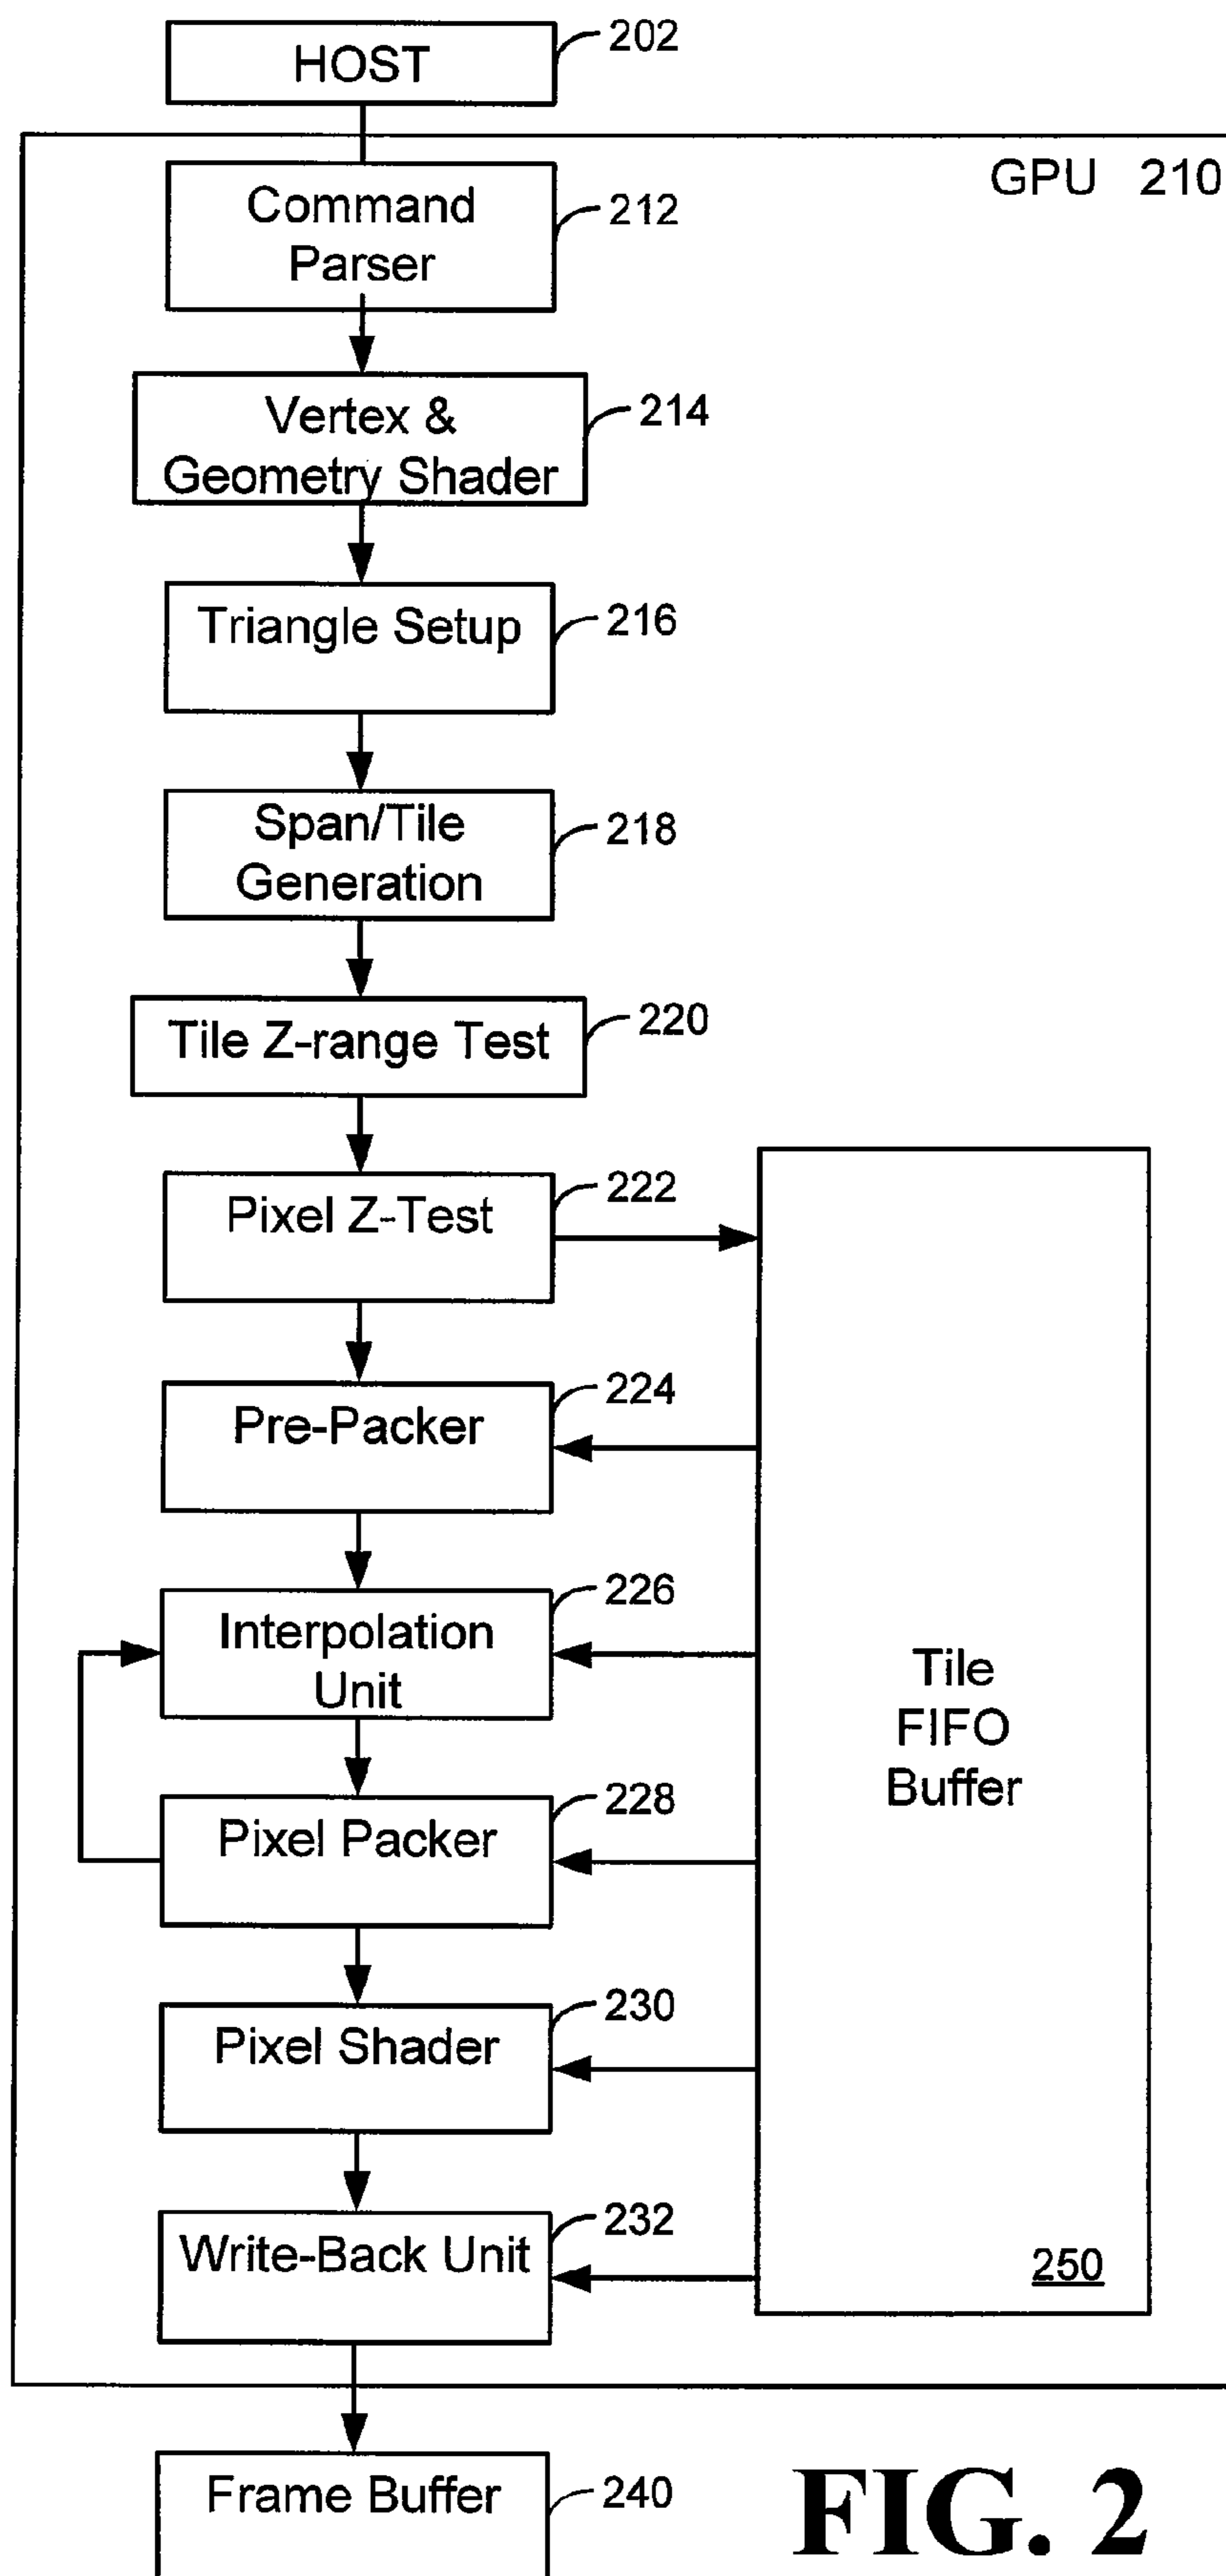 HOST
202
GPU 210
Command
Parser
212
Vertex &
Geometry Shader
214
Triangle Setup
216
Span/Tile
Generation
218
Tile Z-range Test
220
Pixel Z-Test
222
Pre-Packer
224
Interpolation
Unit
226
Tile
FIFO
Buffer
Pixel Packer
228
Pixel Shader
230
Write-Back Unit
232
250
Frame Buffer
240
FIG. 2